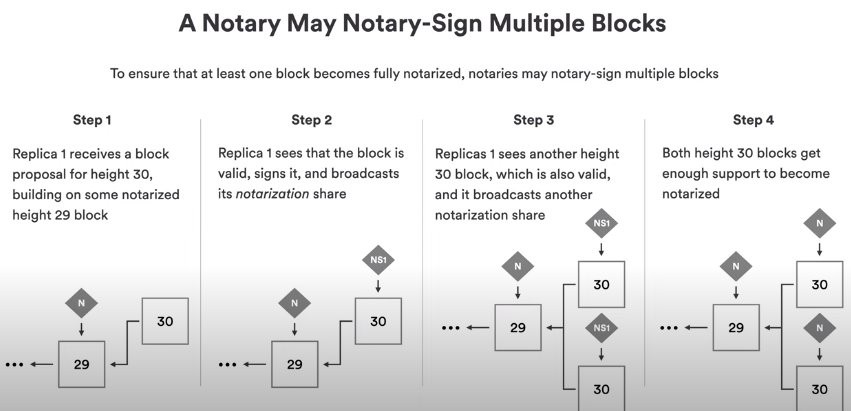 A Notary May Notary-Sign Multiple Blocks
To ensure that at least one block becomes fully notarized, notaries may notary-sign multiple blocks
Step 1
Replica 1 receives a block
proposal for height 30,
building on some notarized
height 29 block
N
30
29
Step 2
Replica 1 sees that the block is
valid, signs it, and broadcasts
its notarization share
NS1
N
30
29
Step 3
Replicas 1 sees another height
30 block, which is also valid,
and it broadcasts another
notarization share
NS1
N
30
29
NS1
30
Step 4
Both height 30 blocks get
enough support to become
notarized
N
N
30
29
N
30